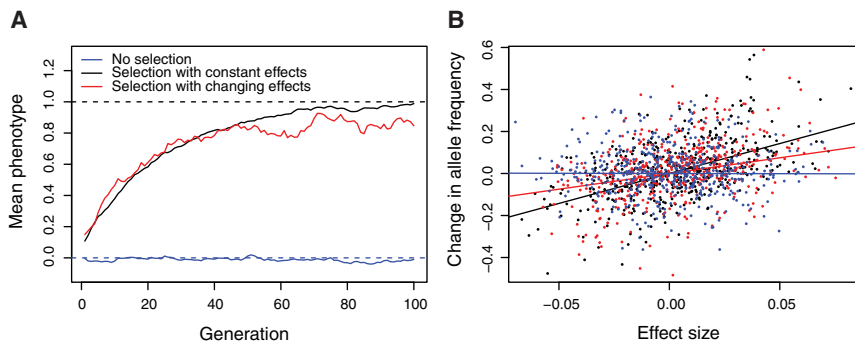 A
No selection
Selection with constant effects
Selection with changing effects
Mean phenotype
1.2
1.0
0.8
0.6
0.4
0.2
0.0
0 20 40 60 80 100
Generation
B
Change in allele frequency
0.6
0.4
0.2
0.0
−0.2
−0.4
−0.05 0.00 0.05
Effect size